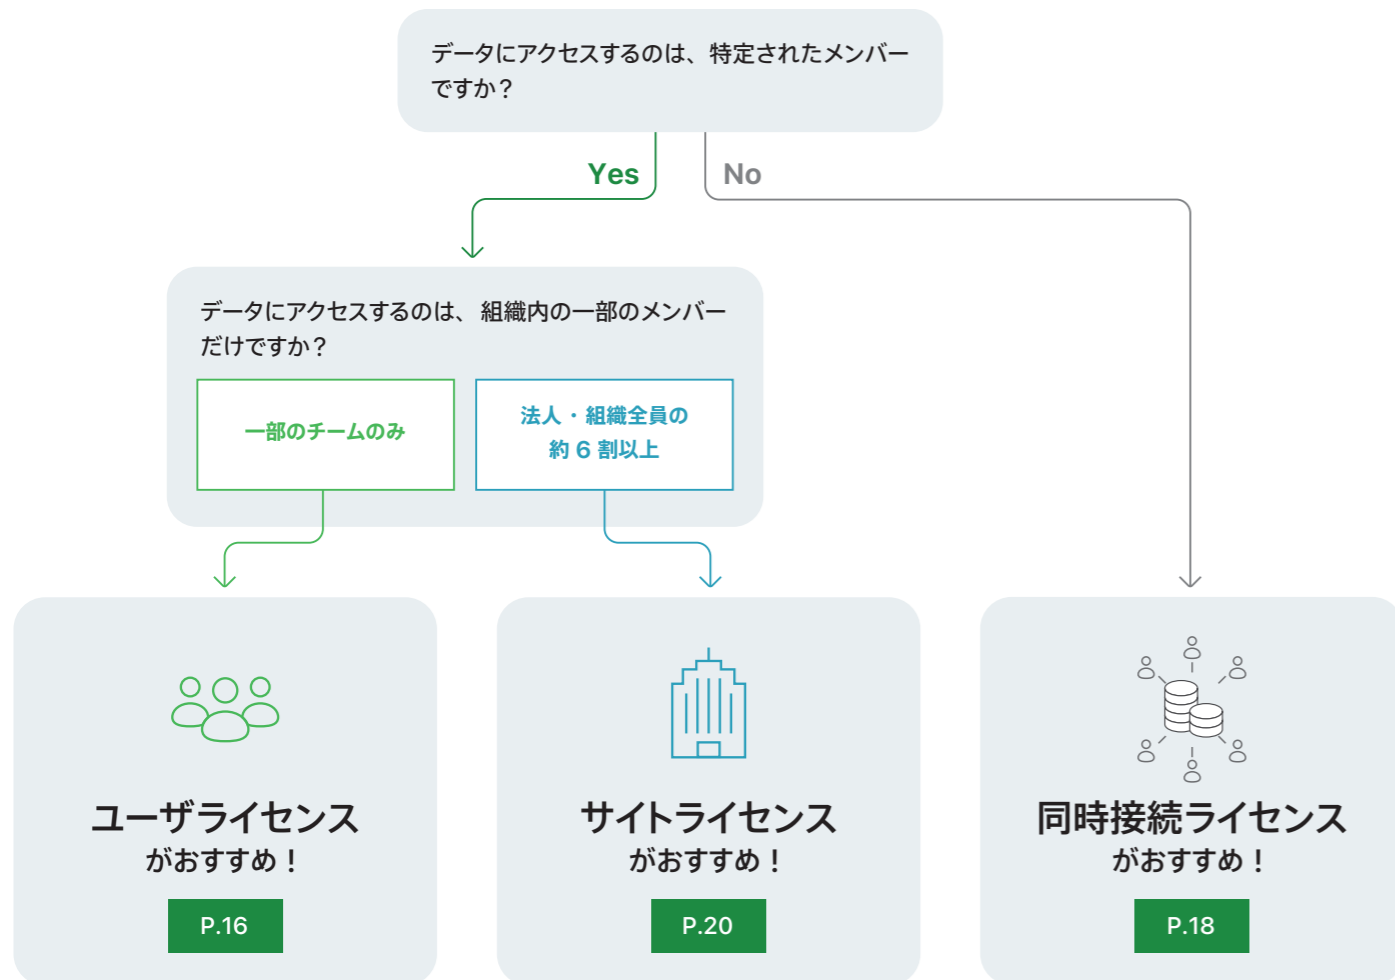 データにアクセスするのは、特定されたメンバー
ですか？
Yes
No
データにアクセスするのは、組織内の一部のメンバー
だけですか？
一部のチームのみ
法人・組織全員の
約 6 割以上
ユーザライセンス
がおすすめ！
P.16
サイトライセンス
がおすすめ！
P.20
同時接続ライセンス
がおすすめ！
P.18